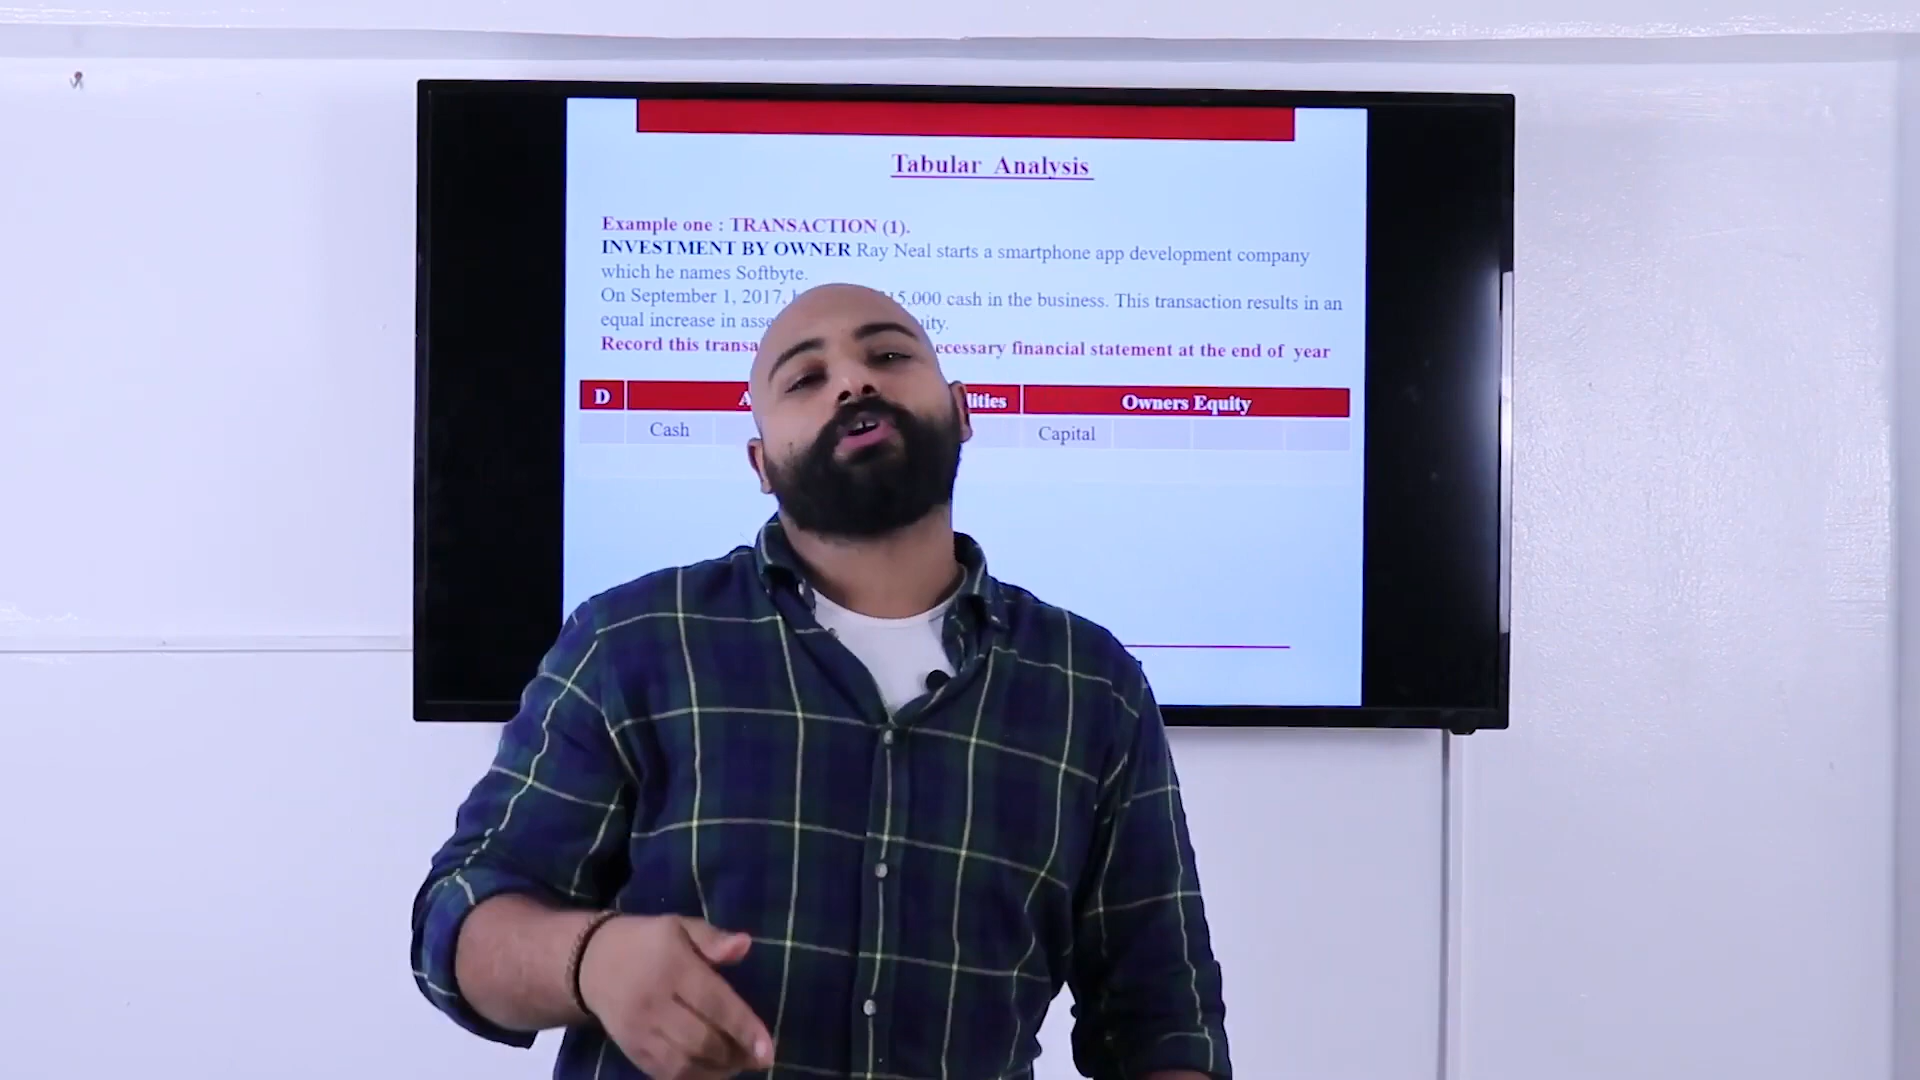 Tabular Analysis
Example one : TRANSACTION (1).
INVESTMENT BY OWNER Ray Neal starts a smartphone app development company
which he names Softbyte.
On September 1, 2017, 15,000 cash in the business. This transaction results in an
equal increase in
Record this financial statement at the end of year
D Owners Equity
Cash Capital